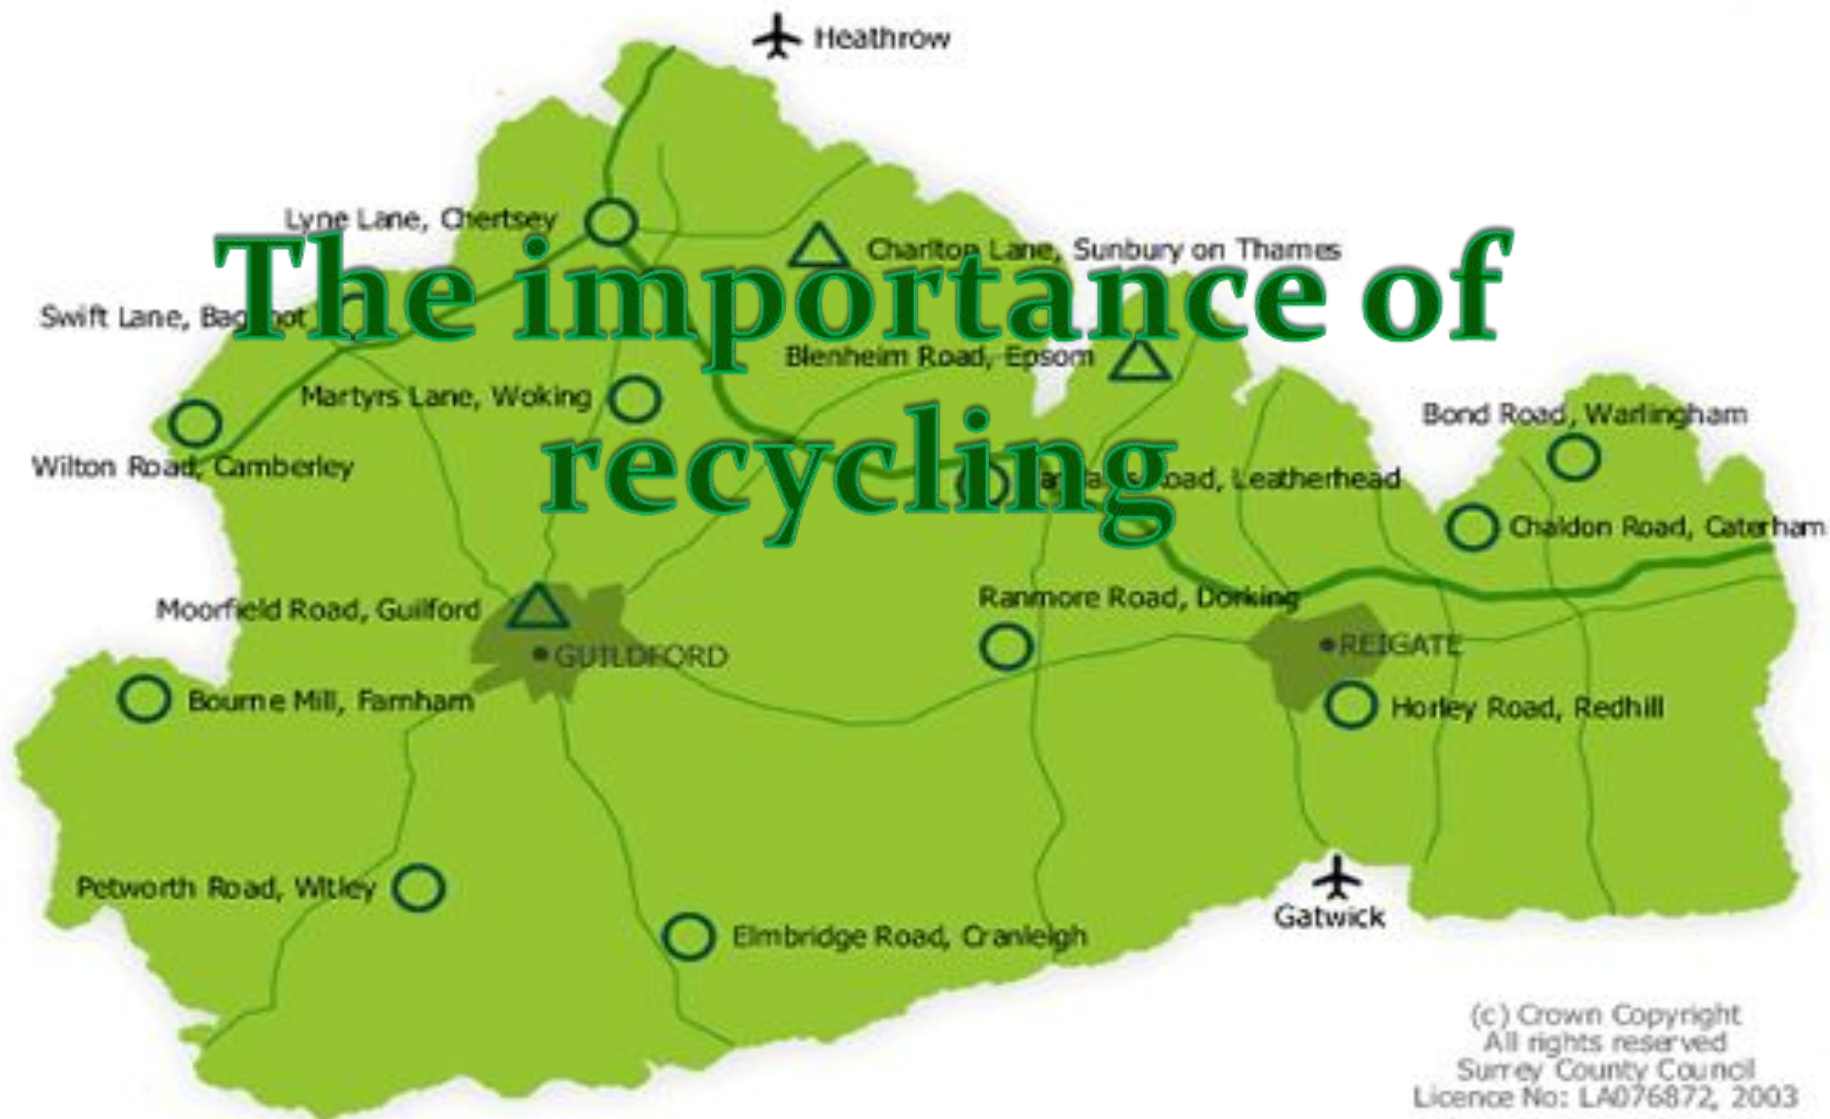 Heathrow
Lyne Lane, Chertsey
Charlton Lane, Sunbury on Thames
The importance of
Swift Lane,
Blenheim Road, Epsom
Martyrs Lane, Woking
Bond Road, Warlingham
recycling
Wilton Road, Camberley
Road, Leatherhead
Chaldon Road, Caterham
Ranmore Road, Dorking
Moorfield Road, Guilford
GUILDFORD
REIGATE
Bourne Mill, Farnham
Horley Road, Redhill
Petworth Road, Witley
Gatwick
Elmbridge Road, Cranleigh
(c) Crown Copyright
All rights reserved
Surrey County Council
Licence No: LA076872, 2003